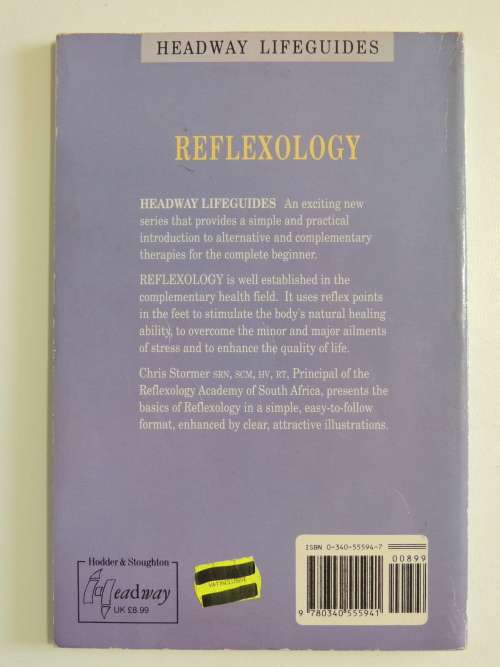 HEADWAY LIFEGUIDES
REFLEXOLOGY
HEADWAY LIFEGUIDES An exciting new
series that provides a simple and practical
introduction to alternative and complementary
therapies for the complete beginner.
REFLEXOLOGY is well established in the
complementary health field. It uses reflex points
in the feet to stimulate the body's natural healing
ability, to overcome the minor and major ailments
of stress and to enhance the quality of life.
Chris Stormer SRN, SCM, HV, RT, Principal of the
Reflexology Academy of South Africa, presents the
basics of Reflexology in a simple, easy-to-follow
format, enhanced by clear, attractive illustrations.
Hodder & Stoughton
Headway
UK £8.99
ISBN 0-340-55594-7
00899
9 780340 555941